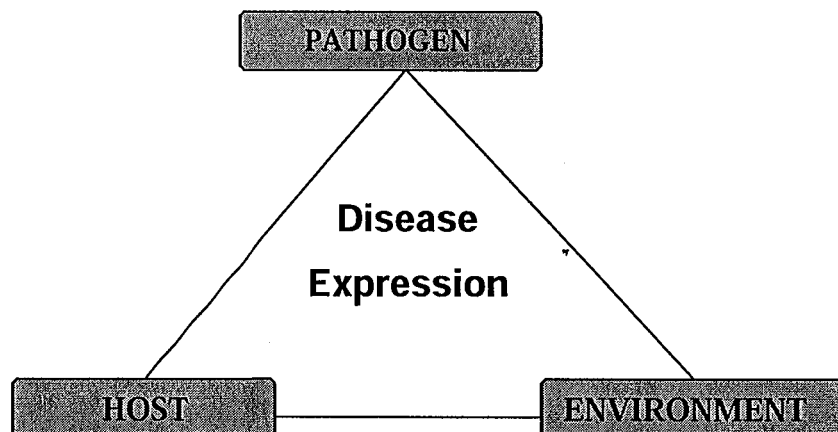 PATHOGEN
Disease
Expression
HOST
ENVIRONMENT